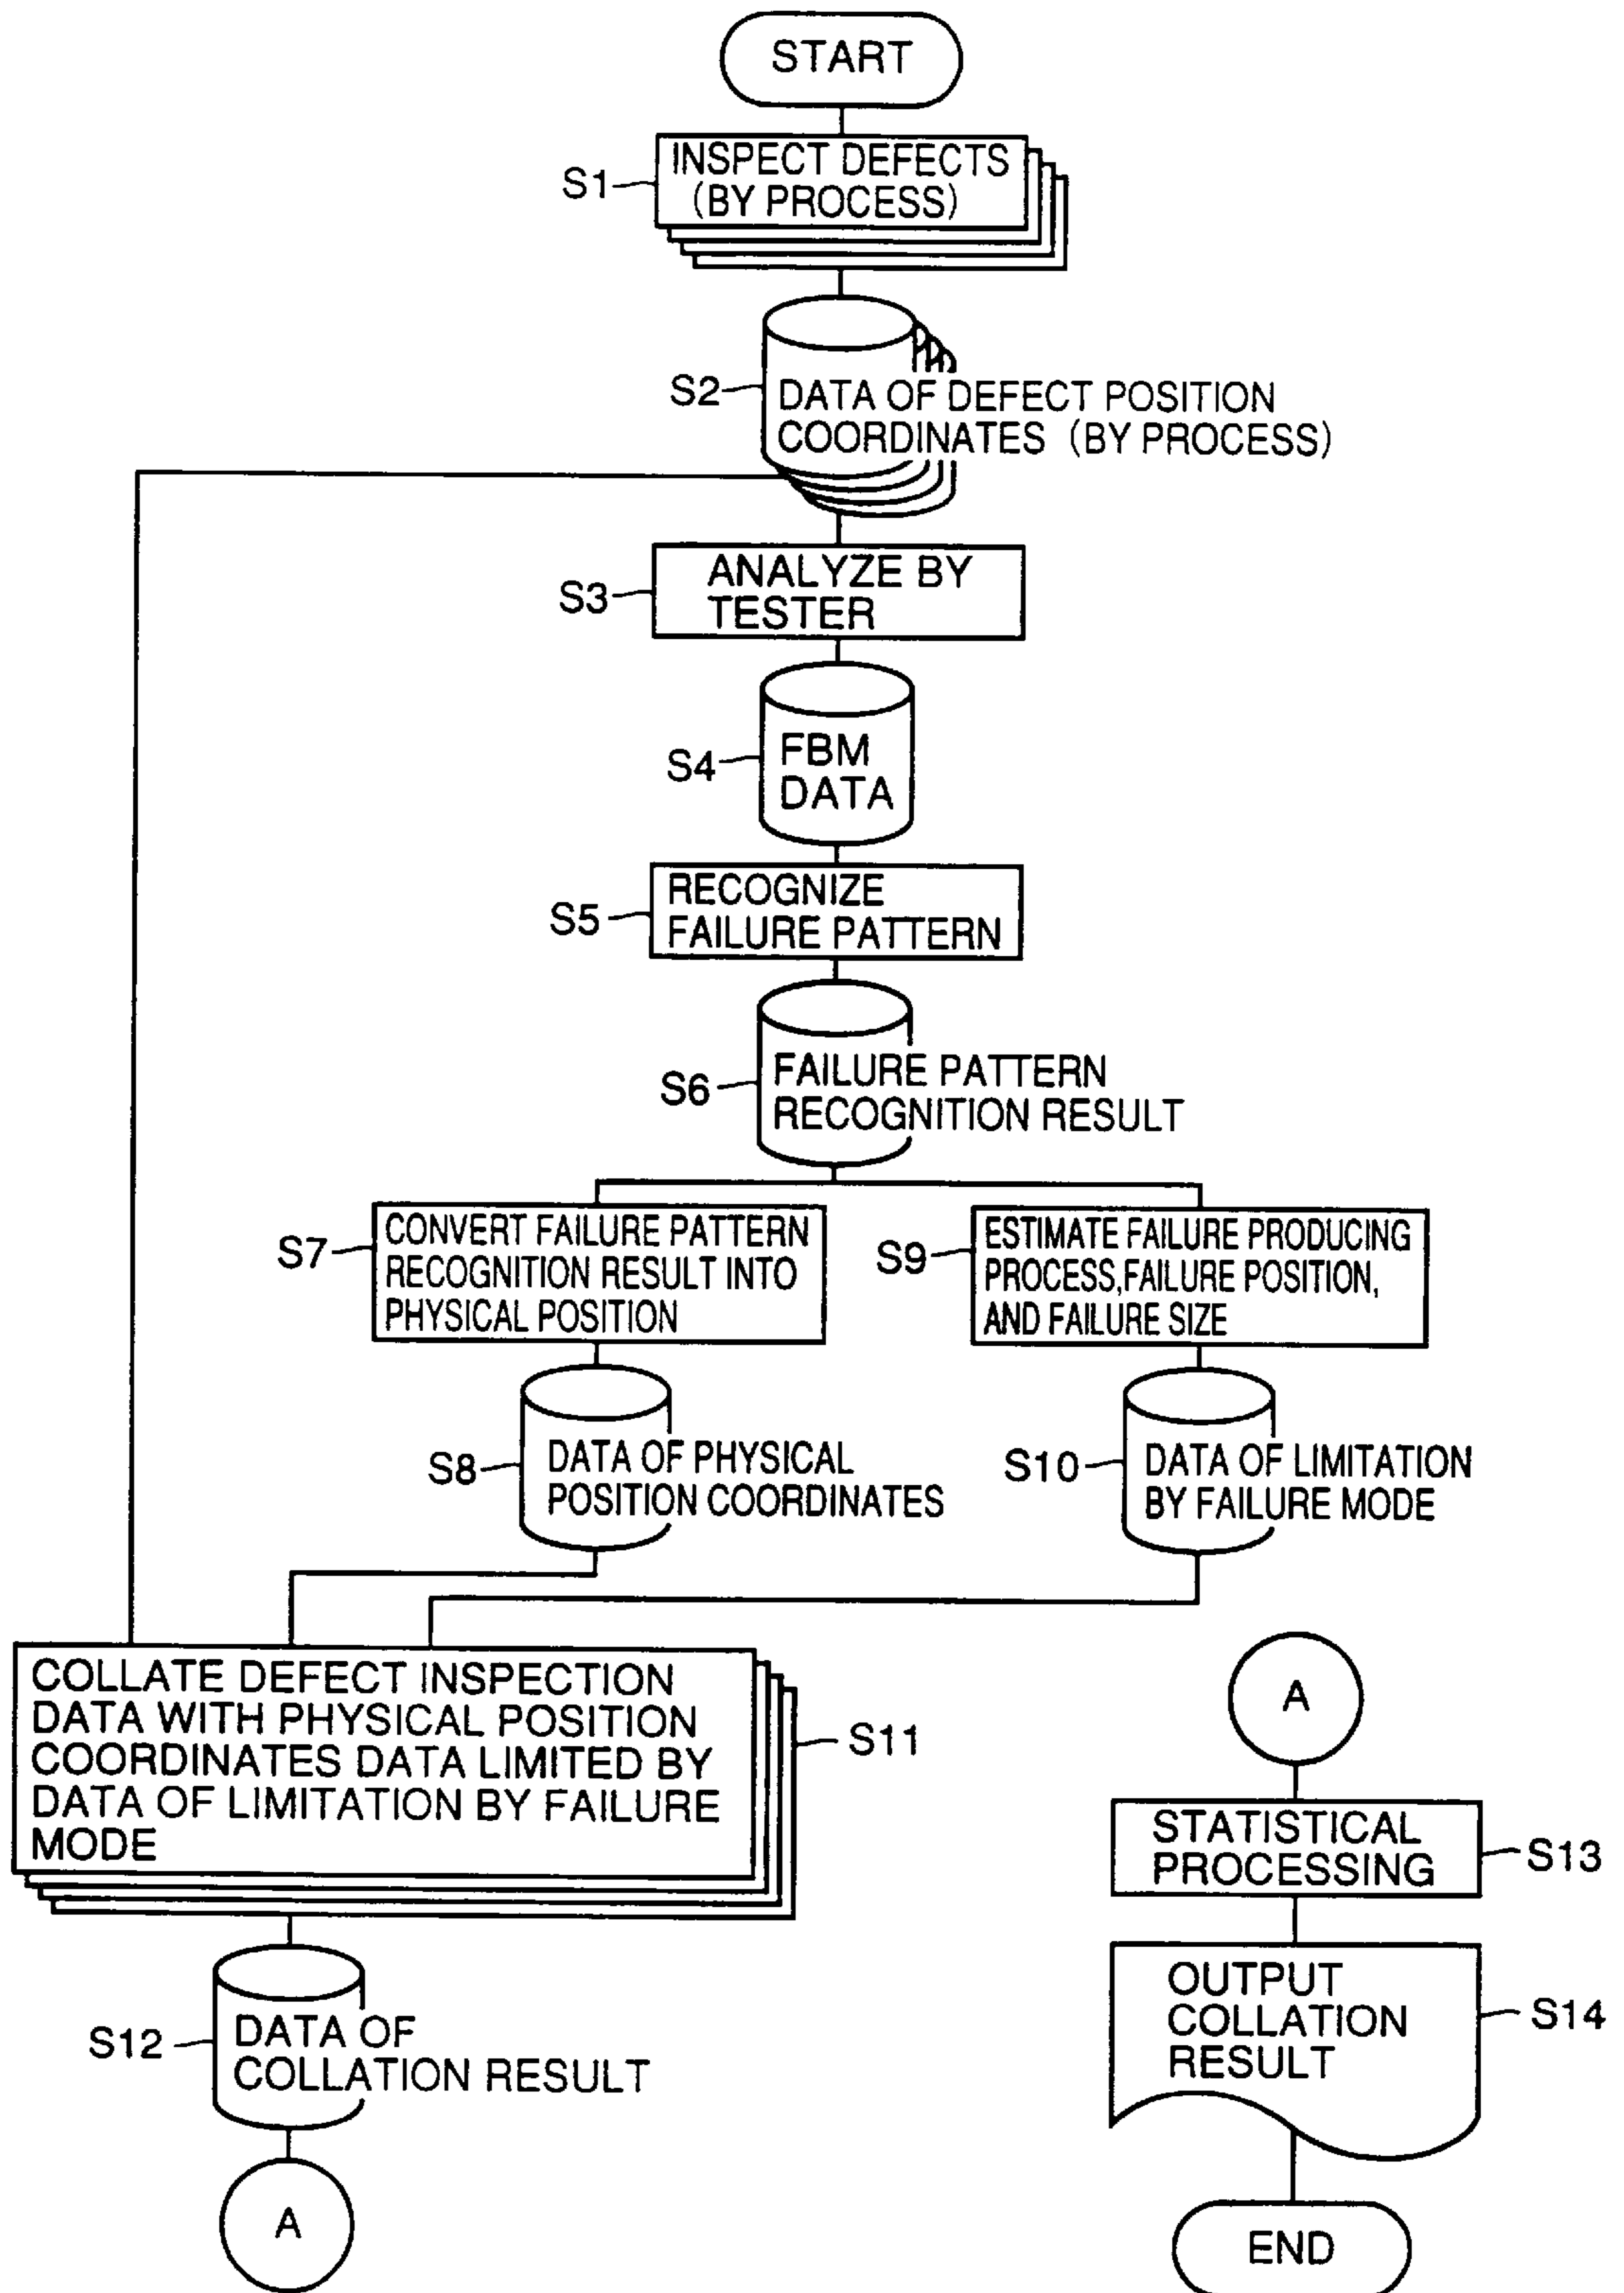 START
S1
INSPECT DEFECTS
(BY PROCESS)
S2
DATA OF DEFECT POSITION
COORDINATES (BY PROCESS)
S3
ANALYZE BY
TESTER
S4
FBM
DATA
S5
RECOGNIZE
FAILURE PATTERN
S6
FAILURE PATTERN
RECOGNITION RESULT
S7
CONVERT FAILURE PATTERN
RECOGNITION RESULT INTO
PHYSICAL POSITION
S9
ESTIMATE FAILURE PRODUCING
PROCESS,FAILURE POSITION,
AND FAILURE SIZE
S8
DATA OF PHYSICAL
POSITION COORDINATES
S10
DATA OF LIMITATION
BY FAILURE MODE
COLLATE DEFECT INSPECTION
DATA WITH PHYSICAL POSITION
COORDINATES DATA LIMITED BY
DATA OF LIMITATION BY FAILURE
MODE
S11
S12
DATA OF
COLLATION RESULT
A
A
STATISTICAL
PROCESSING
S13
OUTPUT
COLLATION
RESULT
S14
END